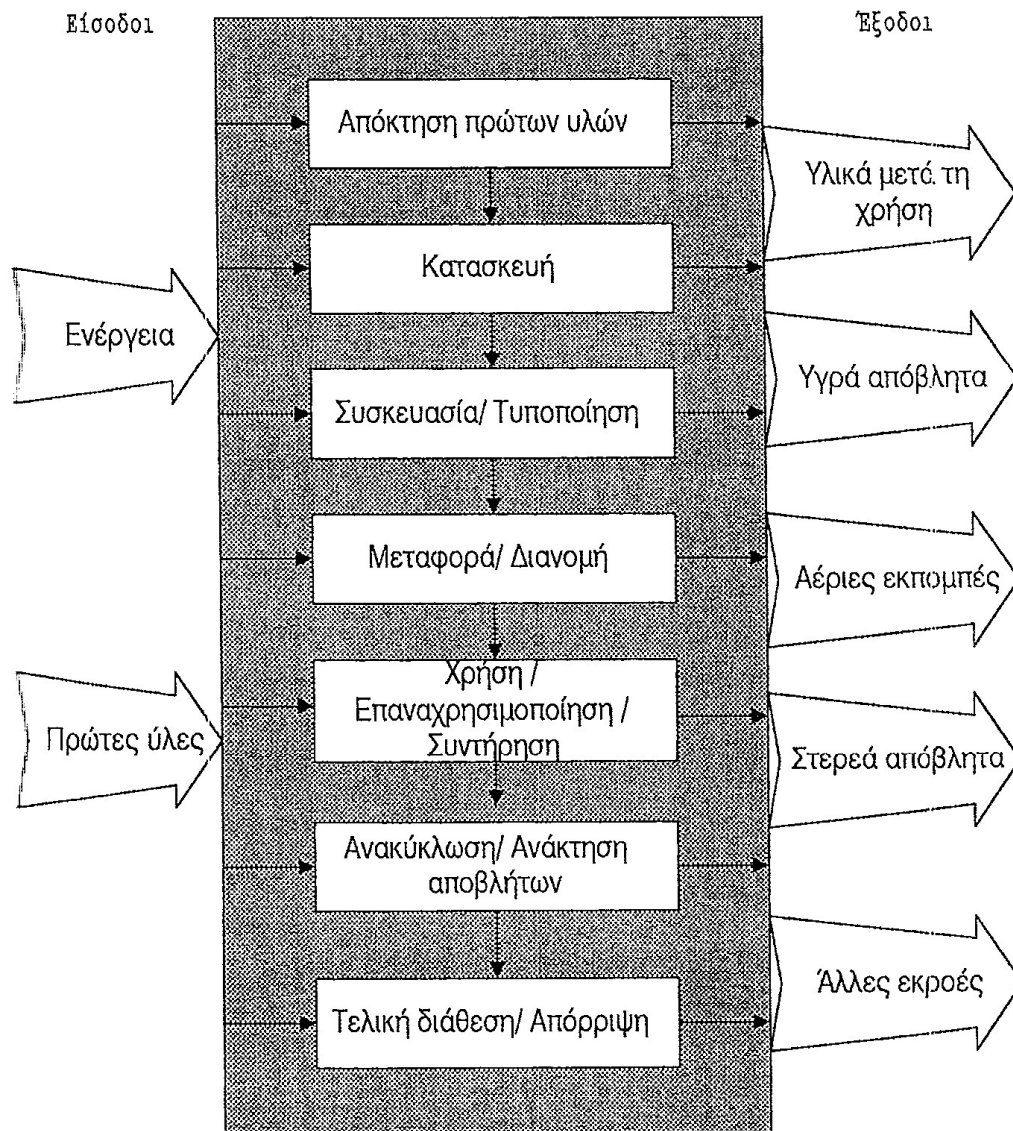 Είσοδοι
Έξοδοι
Απόκτηση πρώτων υλών
Υλικά μετά τη
χρήση
Κατασκευή
Ενέργεια
Υγρά απόβλητα
Συσκευασία/ Τυποποίηση
Μεταφορά/ Διανομή
Αέριες εκπομπές
Χρήση /
Επαναχρησιμοποίηση /
Συντήρηση
Πρώτες ύλες
Στερεά απόβλητα
Ανακύκλωση/ Ανάκτηση
αποβλήτων
Άλλες εκροές
Τελική διάθεση/ Απόρριψη